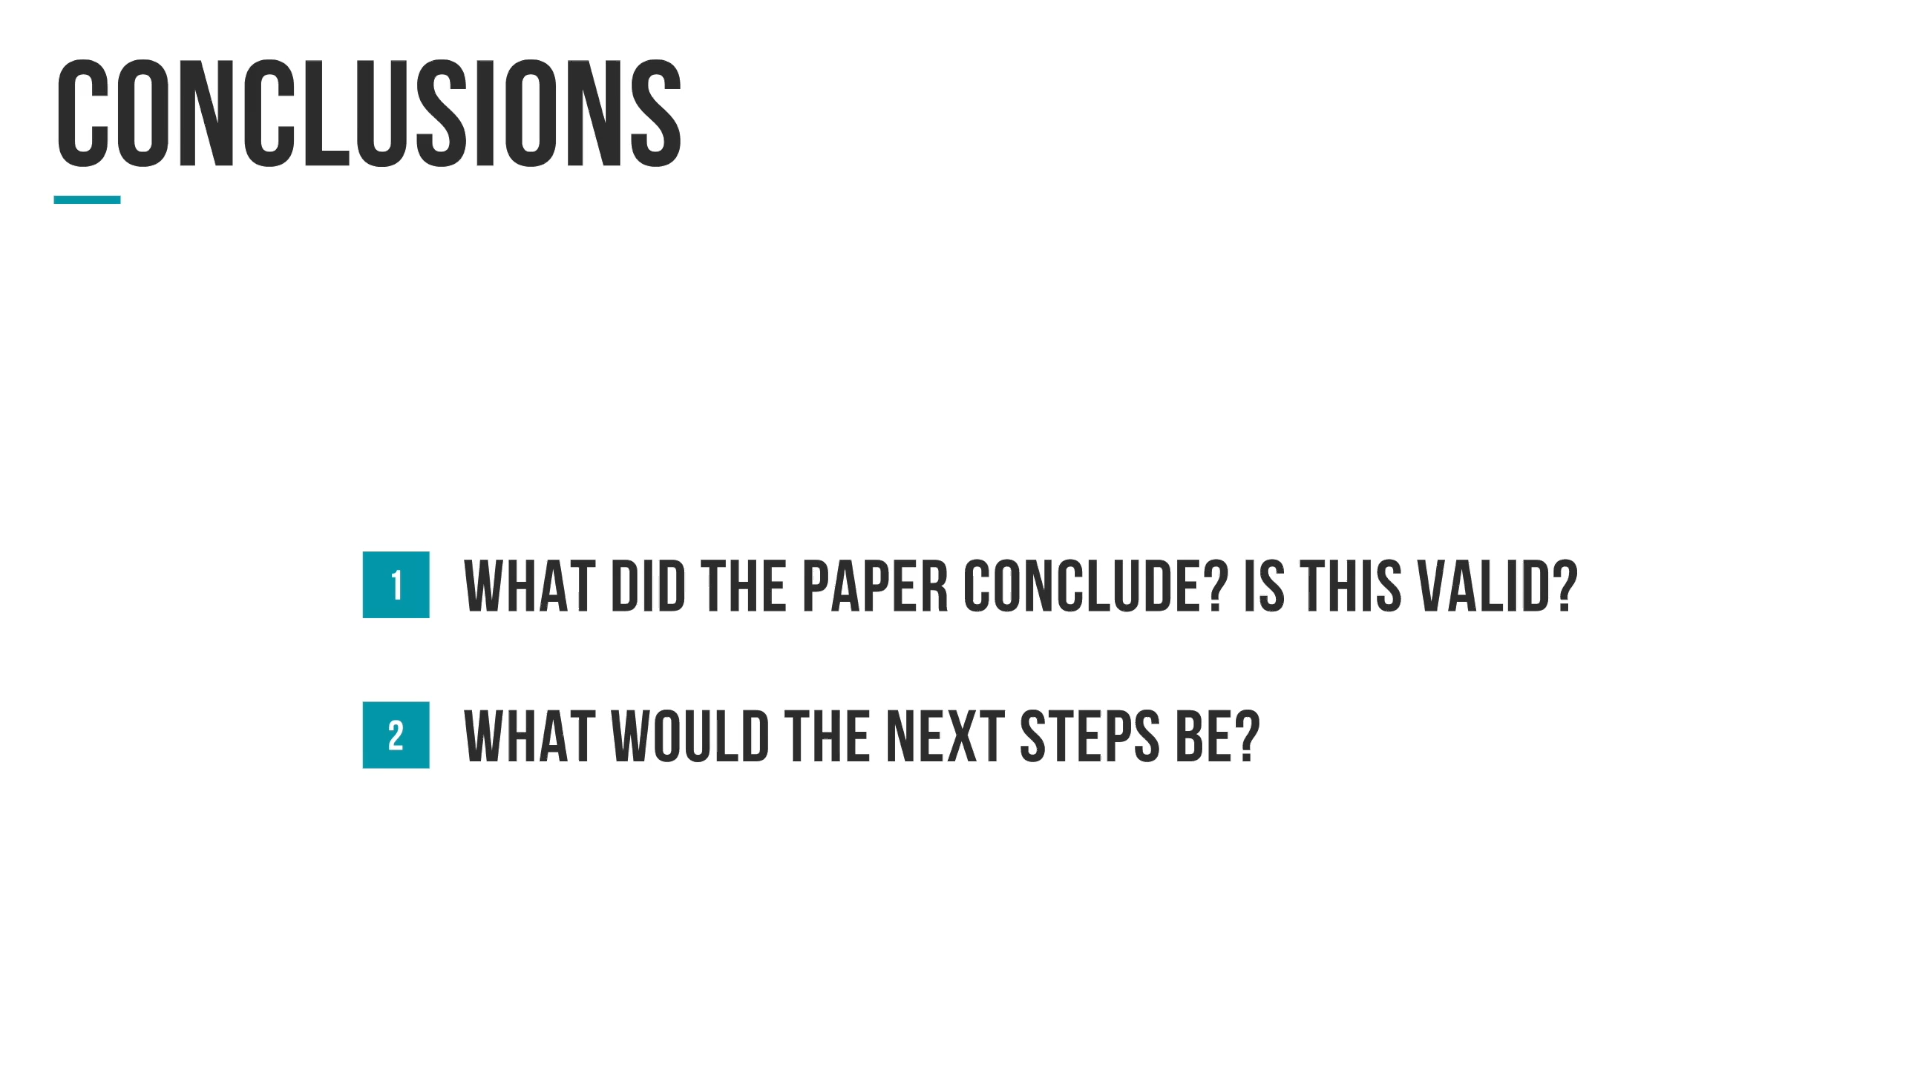 CONCLUSIONS
1 WHAT DID THE PAPER CONCLUDE? IS THIS VALID?
2 WHAT WOULD THE NEXT STEPS BE?